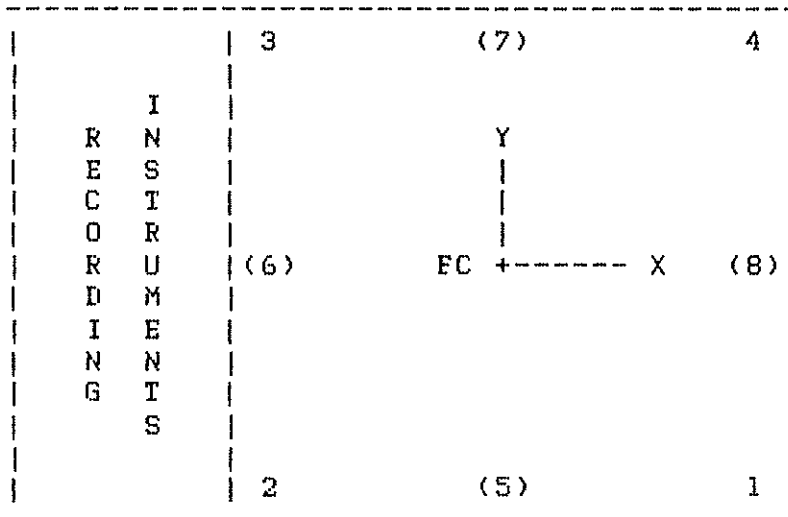 3 (7) 4
I
R N Y
E S
C T
O R
R U (6) FC + X (8)
D M
I E
N N
G T
S
2 (5) 1